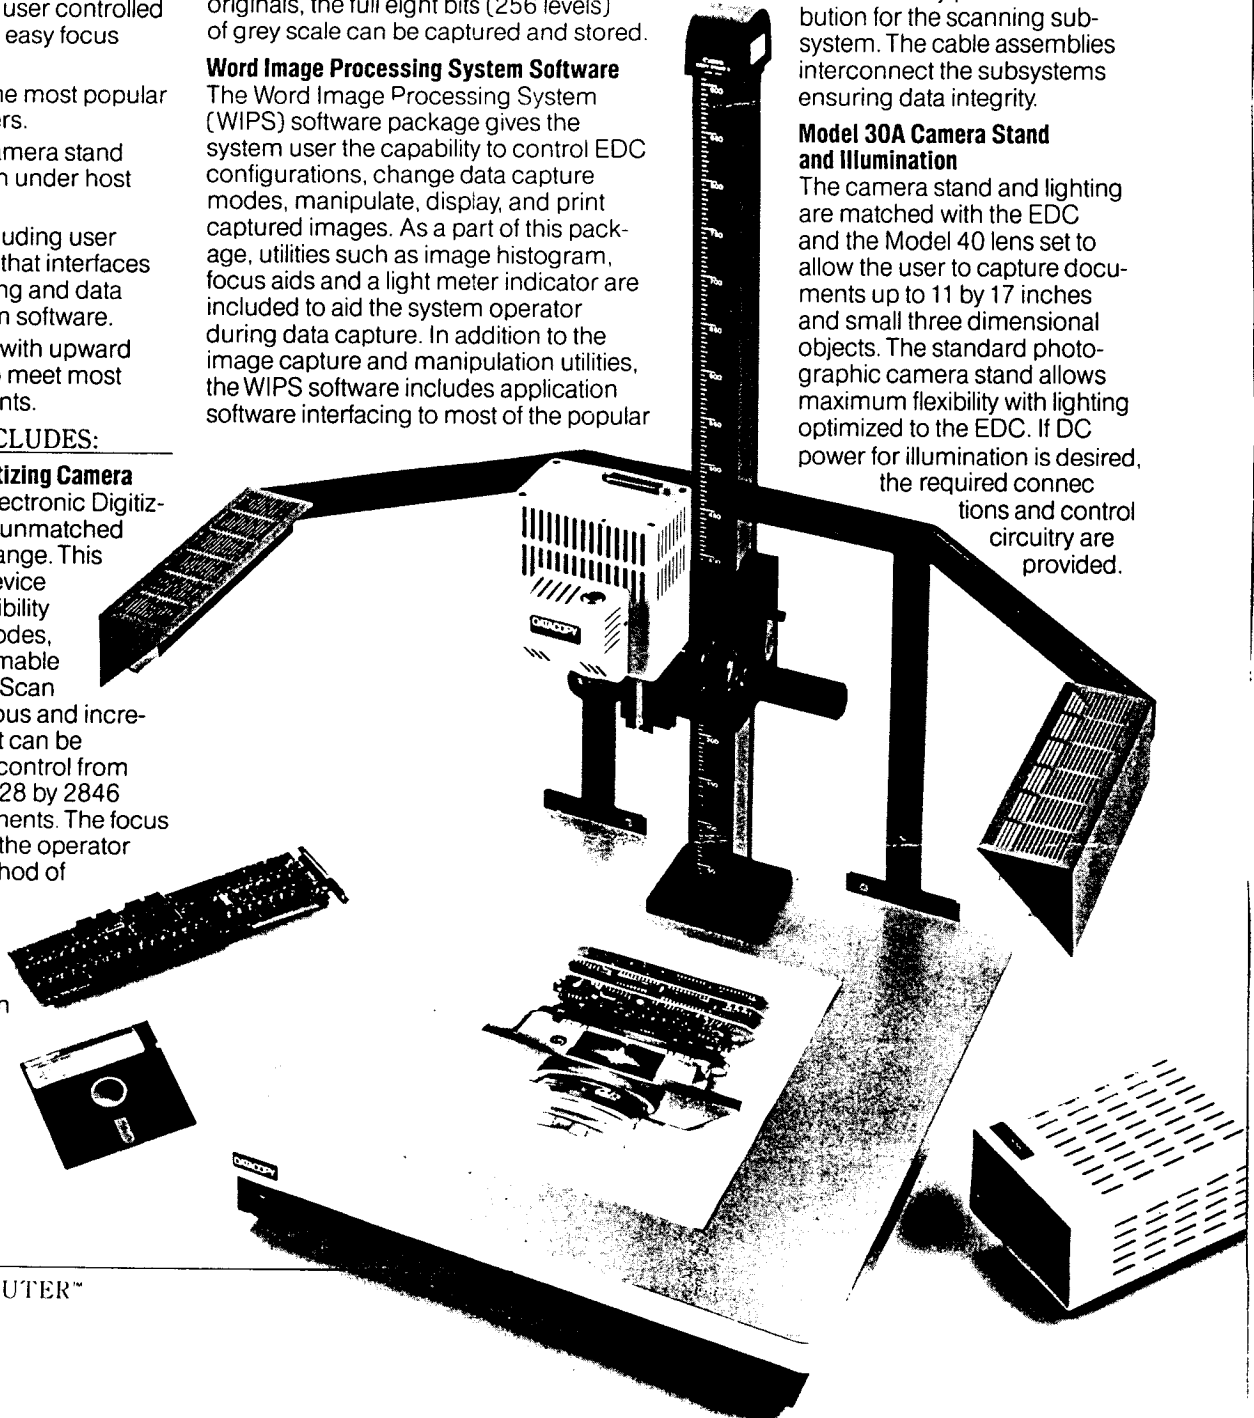 user controlled
easy focus
ne most popular
ers.
amera stand
n under host
luding user
that interfaces
ng and data
n software.
with upward
o meet most
nts.
CLUDES:
tizing Camera
ectronic Digitiz-
unmatched
ange. This
evice
ibility
odes,
mable
Scan
ous and incre-
t can be
control from
28 by 2846
nents. The focus
the operator
hod of
n
UTER™
originals, the full eight bits (256 levels)
of grey scale can be captured and stored.
Word Image Processing System Software
The Word Image Processing System
(WIPS) software package gives the
system user the capability to control EDC
configurations, change data capture
modes, manipulate, display, and print
captured images. As a part of this pack-
age, utilities such as image histogram,
focus aids and a light meter indicator are
included to aid the system operator
during data capture. In addition to the
image capture and manipulation utilities,
the WIPS software includes application
software interfacing to most of the popular
bution for the scanning sub-
system. The cable assemblies
interconnect the subsystems
ensuring data integrity.
Model 30A Camera Stand
and Illumination
The camera stand and lighting
are matched with the EDC
and the Model 40 lens set to
allow the user to capture docu-
ments up to 11 by 17 inches
and small three dimensional
objects. The standard photo-
graphic camera stand allows
maximum flexibility with lighting
optimized to the EDC. If DC
power for illumination is desired,
the required connec
tions and control
circuitry are
provided.
DATACOPY
DATACOPY